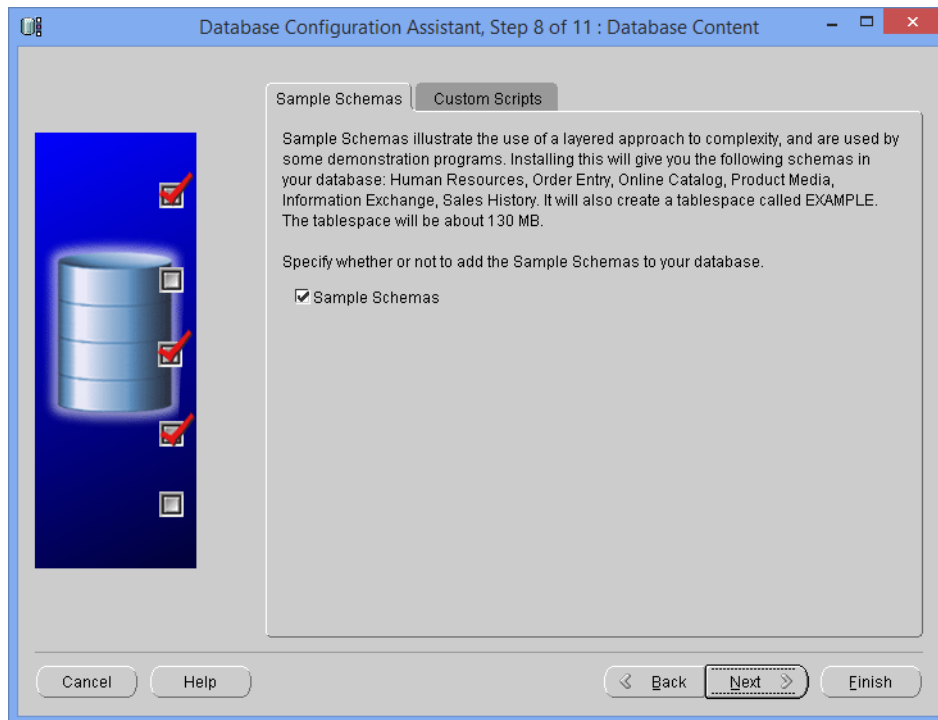 Database Configuration Assistant, Step 8 of 11 : Database Content
Sample Schemas
Custom Scripts
Sample Schemas illustrate the use of a layered approach to complexity, and are used by
some demonstration programs. Installing this will give you the following schemas in
your database: Human Resources, Order Entry, Online Catalog, Product Media,
Information Exchange, Sales History. It will also create a tablespace called EXAMPLE.
The tablespace will be about 130 MB.
Specify whether or not to add the Sample Schemas to your database.
Sample Schemas
Cancel
Help
Back
Next
Finish